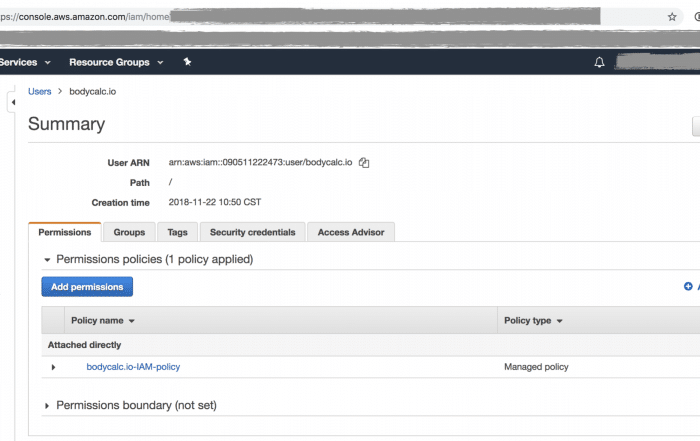 ps://console.aws.amazon.com/iam/home
Services Resource Groups
Users > bodycalc.io
Summary
User ARN arn:aws:iam::090511222473:user/bodycalc.io
Path /
Creation time 2018-11-22 10:50 CST
Permissions Groups Tags Security credentials Access Advisor
Permissions policies (1 policy applied)
Add permissions
Policy name Policy type
Attached directly
bodycalc.io-IAM-policy Managed policy
Permissions boundary (not set)